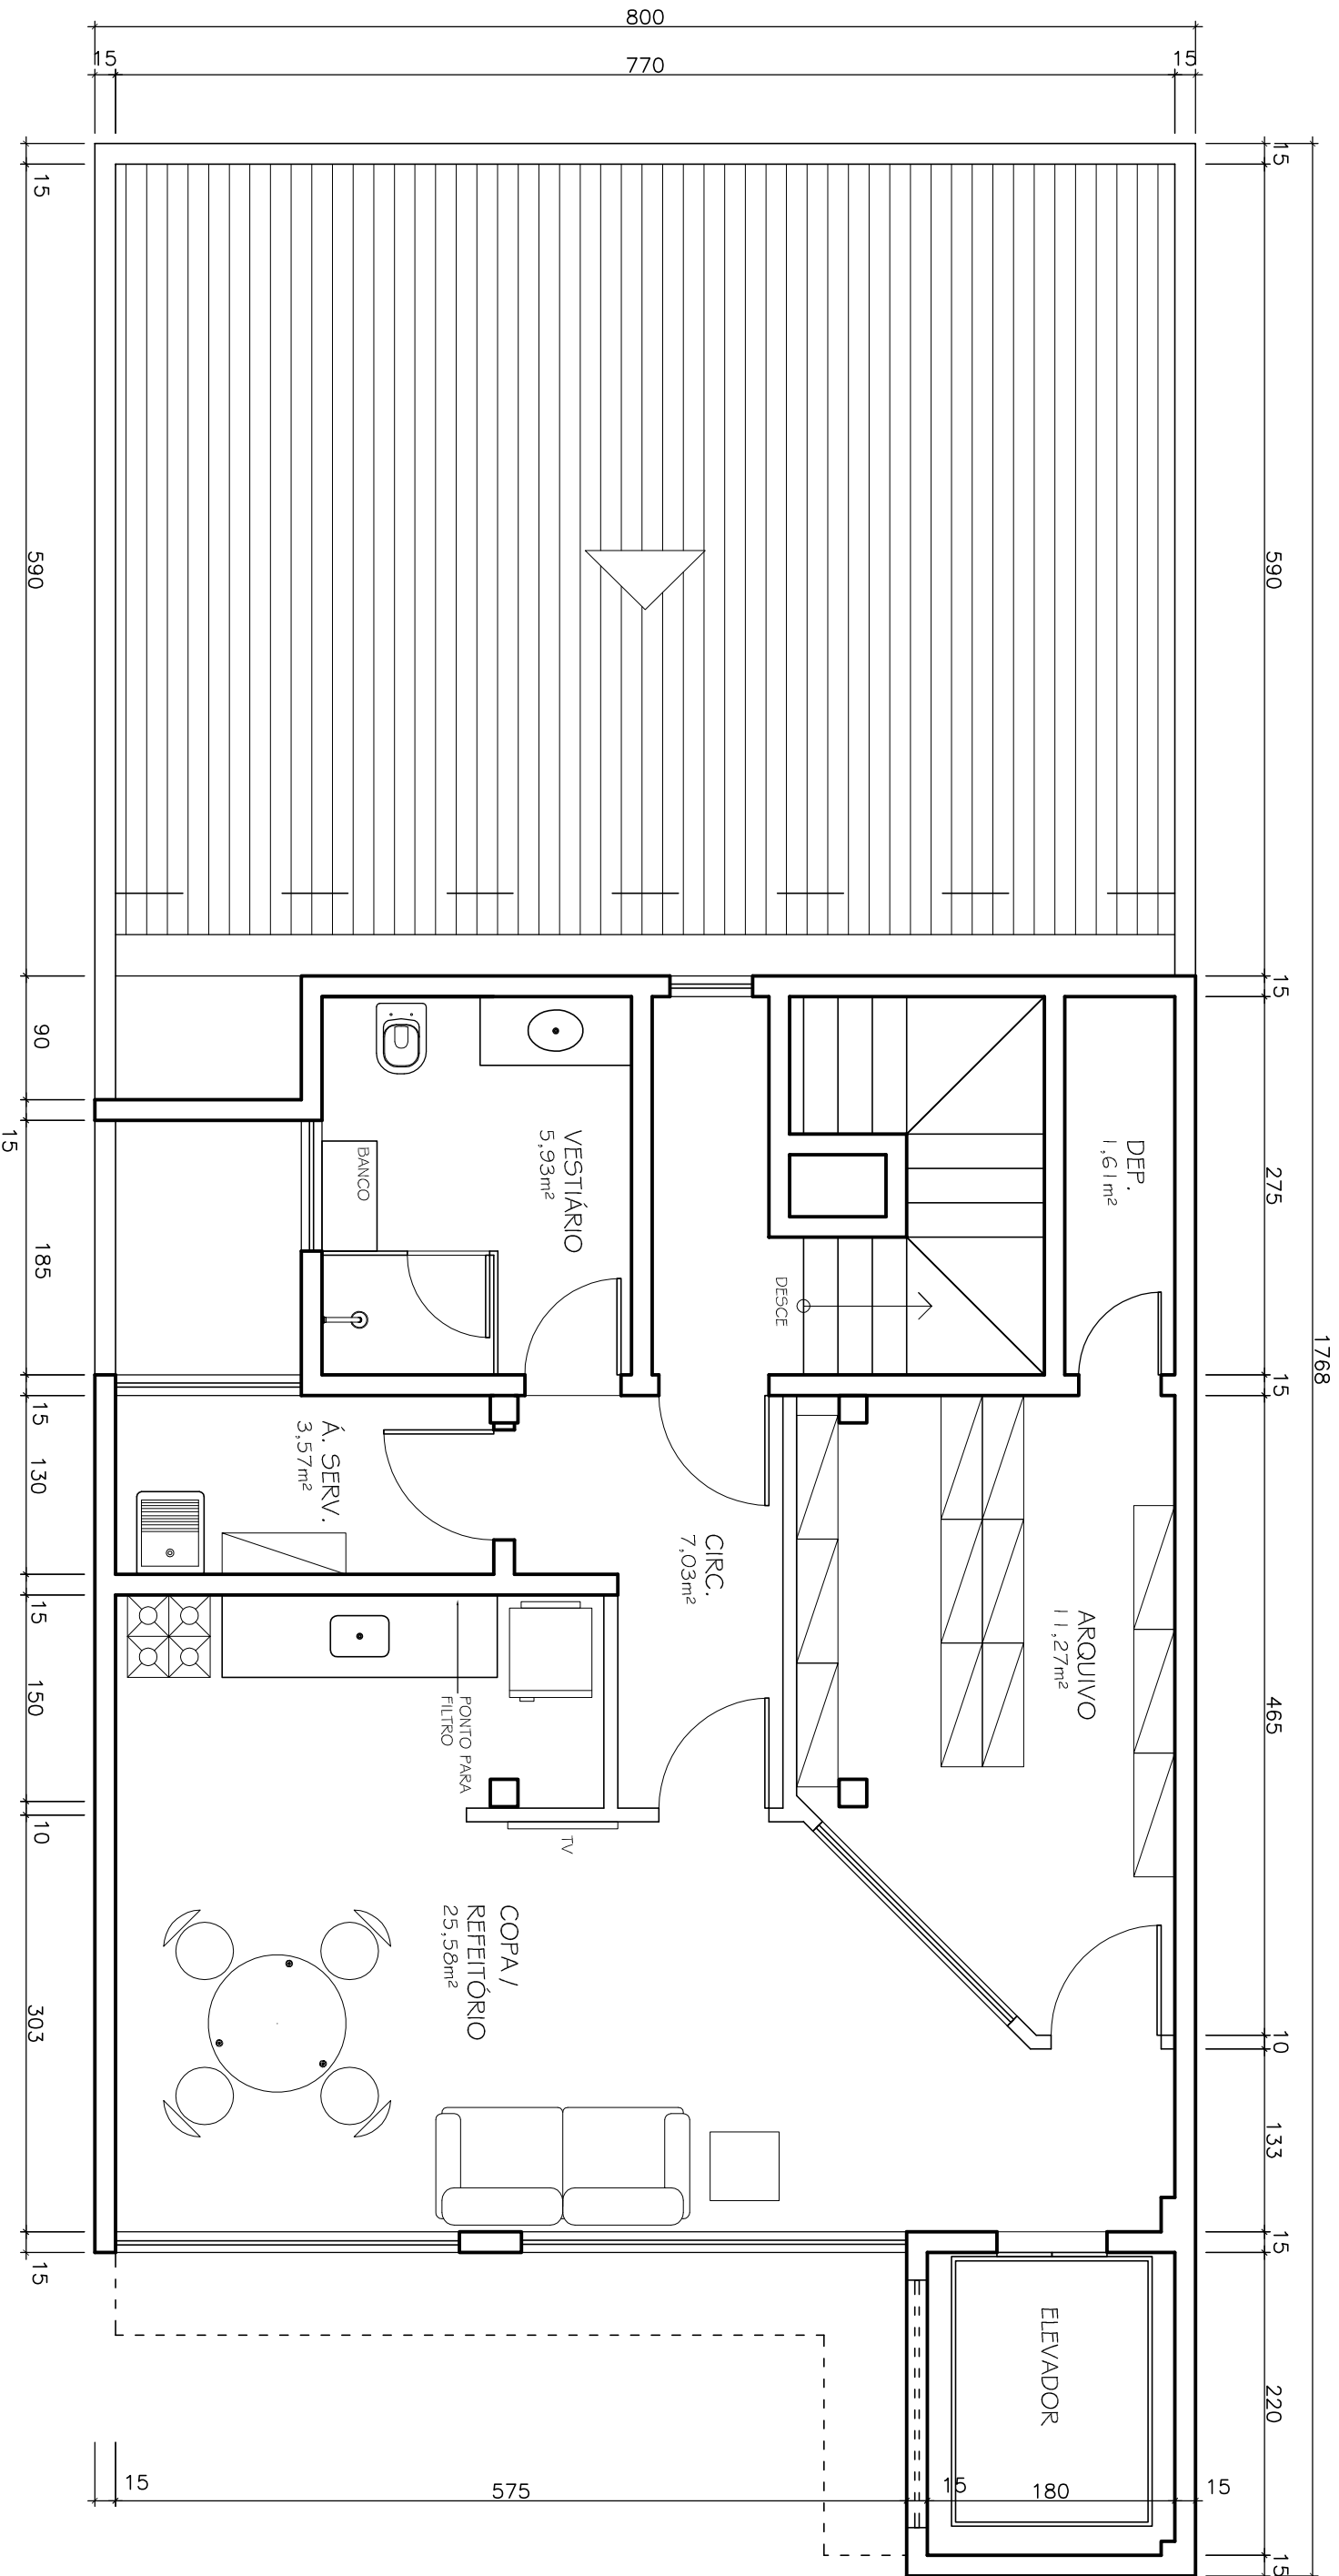 800
15
770
15
1768
15
590
15
275
15
465
10
133
15
220
15
15
590
90
15
185
15
130
15
150
10
303
15
DEP.
1,61m²
VESTIÁRIO
5,93m²
BANCO
DESCE
Á. SERV.
3,57m²
CIRC.
7,03m²
ARQUIVO
11,27m²
PONTO PARA
FILTRO
TV
COPA/
REFEITÓRIO
25,58m²
ELEVADOR
15
575
15
180
15